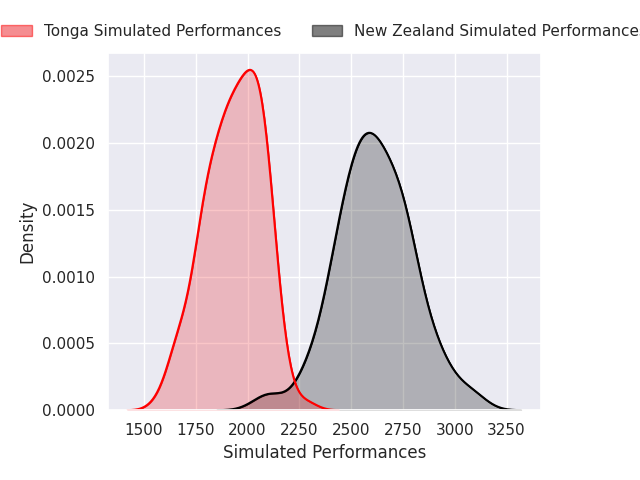 Tonga Simulated Performances New Zealand Simulated Performance
0.0025
0.0020
0.0015
0.0010
0.0005
0.0000
Density
1500 1750 2000 2250 2500 2750 3000 3250
Simulated Performances